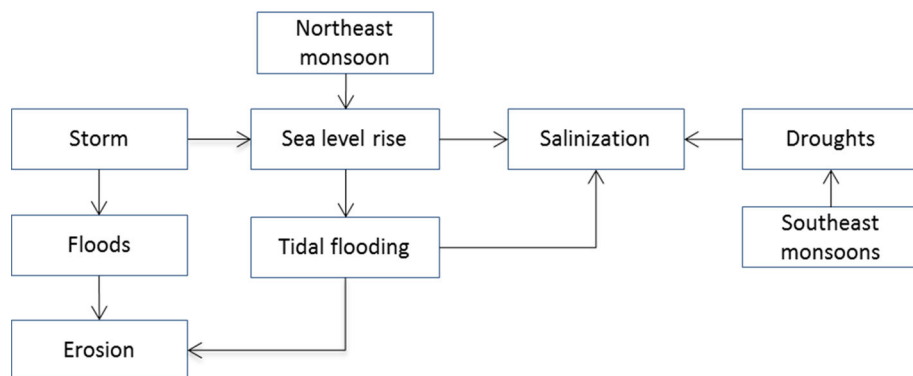 Northeast
monsoon
Storm
Sea level rise
Salinization
Droughts
Floods
Tidal flooding
Southeast
monsoons
Erosion